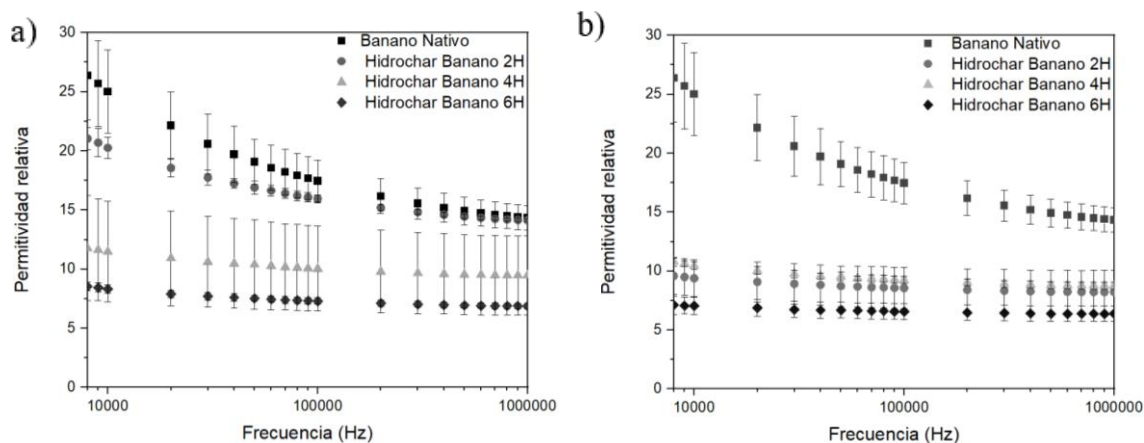 a)
Permitividad relativa
30
25
20
15
10
5
0
Banano Nativo
Hidrochar Banano 2H
Hidrochar Banano 4H
Hidrochar Banano 6H
10000 100000 1000000
Frecuencia (Hz)
b)
Permitividad relativa
30
25
20
15
10
5
0
Banano Nativo
Hidrochar Banano 2H
Hidrochar Banano 4H
Hidrochar Banano 6H
10000 100000 1000000
Frecuencia (Hz)